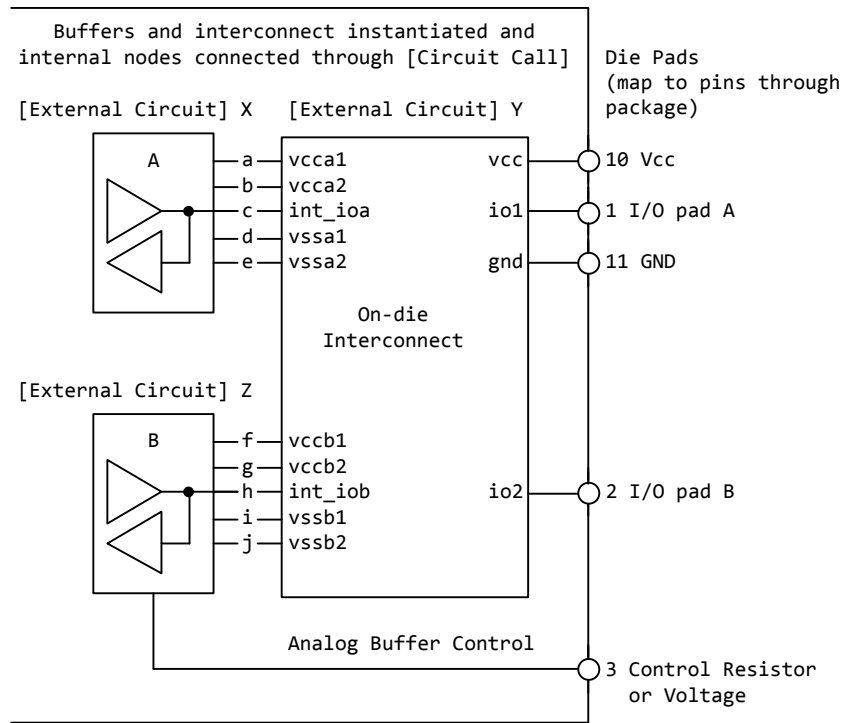 Buffers and interconnect instantiated and
internal nodes connected through [Circuit Call]
Die Pads
(map to pins through
package)
[External Circuit] X
[External Circuit] Y
A
a
b
c
d
e
vcca1
vcca2
int_ioa
vssa1
vssa2
vcc
io1
gnd
10 Vcc
1 I/O pad A
11 GND
On-die
Interconnect
[External Circuit] Z
B
f
g
h
i
j
vccb1
vccb2
int_iob
vssb1
vssb2
io2
2 I/O pad B
Analog Buffer Control
3 Control Resistor
or Voltage